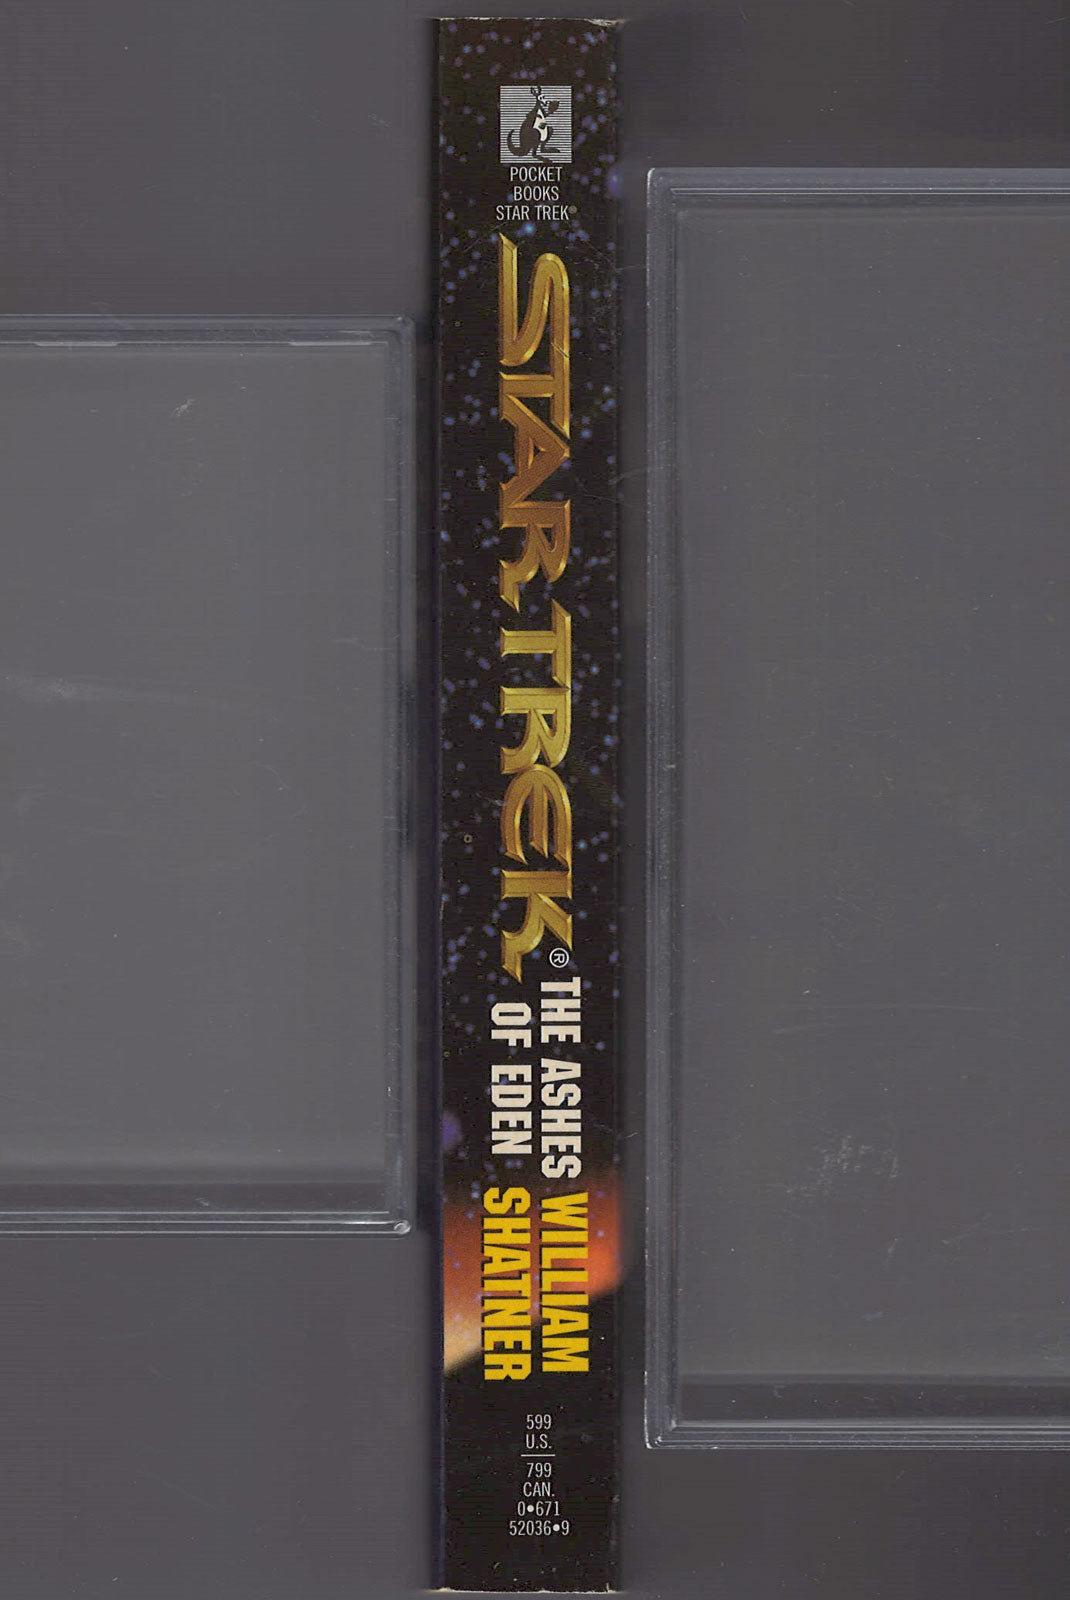 POCKET
BOOKS
STAR TREK®
STAR TREK®
THE ASHES
OF EDEN
WILLIAM
SHATNER
599
U.S.
799
CAN.
0•671
52036•9